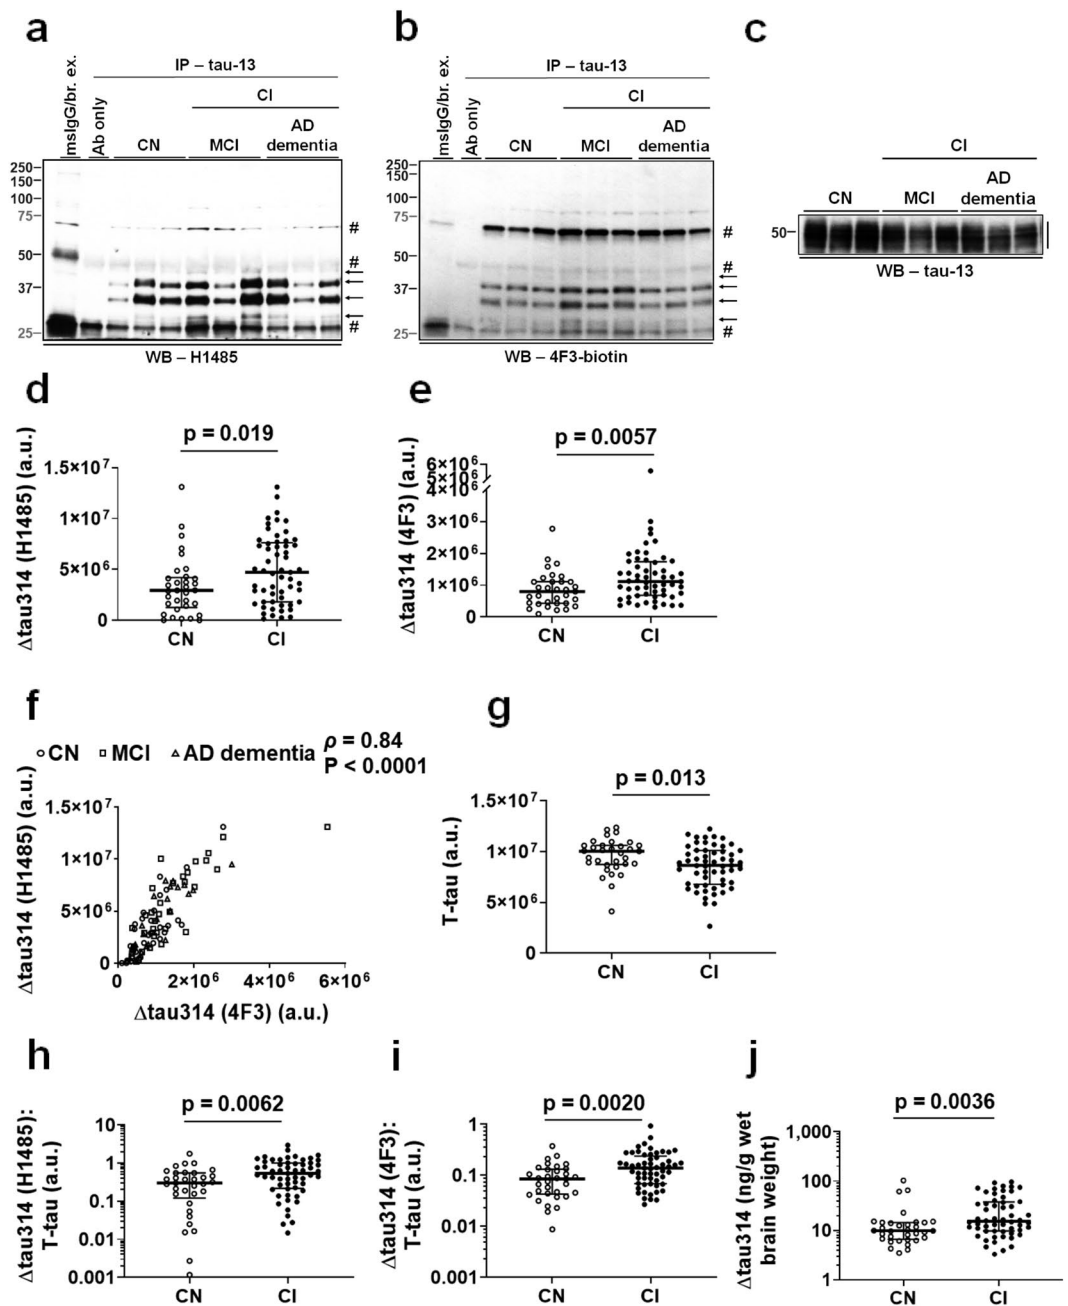 a
msIgG/br. ex.
Ab only
IP – tau-13
CI
CN
MCI
AD
dementia
250–
150–
100–
75–
50–
37–
25–
#
#
#
WB – H1485
b
msIgG/br. ex.
Ab only
IP – tau-13
CI
CN
MCI
AD
dementia
250–
150–
100–
75–
50–
37–
25–
#
#
#
WB – 4F3-biotin
c
CI
CN
MCI
AD
dementia
50–
WB – tau-13
d
p = 0.019
Δtau314 (H1485) (a.u.)
1.5×10⁷
1×10⁷
5×10⁶
0
CN
CI
e
p = 0.0057
Δtau314 (4F3) (a.u.)
6×10⁶
5×10⁶
4×10⁶
3×10⁶
2×10⁶
1×10⁶
0
CN
CI
f
CN
MCI
AD dementia
ρ = 0.84
P < 0.0001
Δtau314 (H1485) (a.u.)
1.5×10⁷
1×10⁷
5×10⁶
0
0
2×10⁶
4×10⁶
6×10⁶
Δtau314 (4F3) (a.u.)
g
p = 0.013
T-tau (a.u.)
1.5×10⁷
1×10⁷
5×10⁶
0
CN
CI
h
p = 0.0062
Δtau314 (H1485):
T-tau (a.u.)
10
1
0.1
0.01
0.001
CN
CI
i
p = 0.0020
Δtau314 (4F3):
T-tau (a.u.)
1
0.1
0.01
0.001
CN
CI
j
p = 0.0036
Δtau314 (ng/g wet
brain weight)
1,000
100
10
1
CN
CI